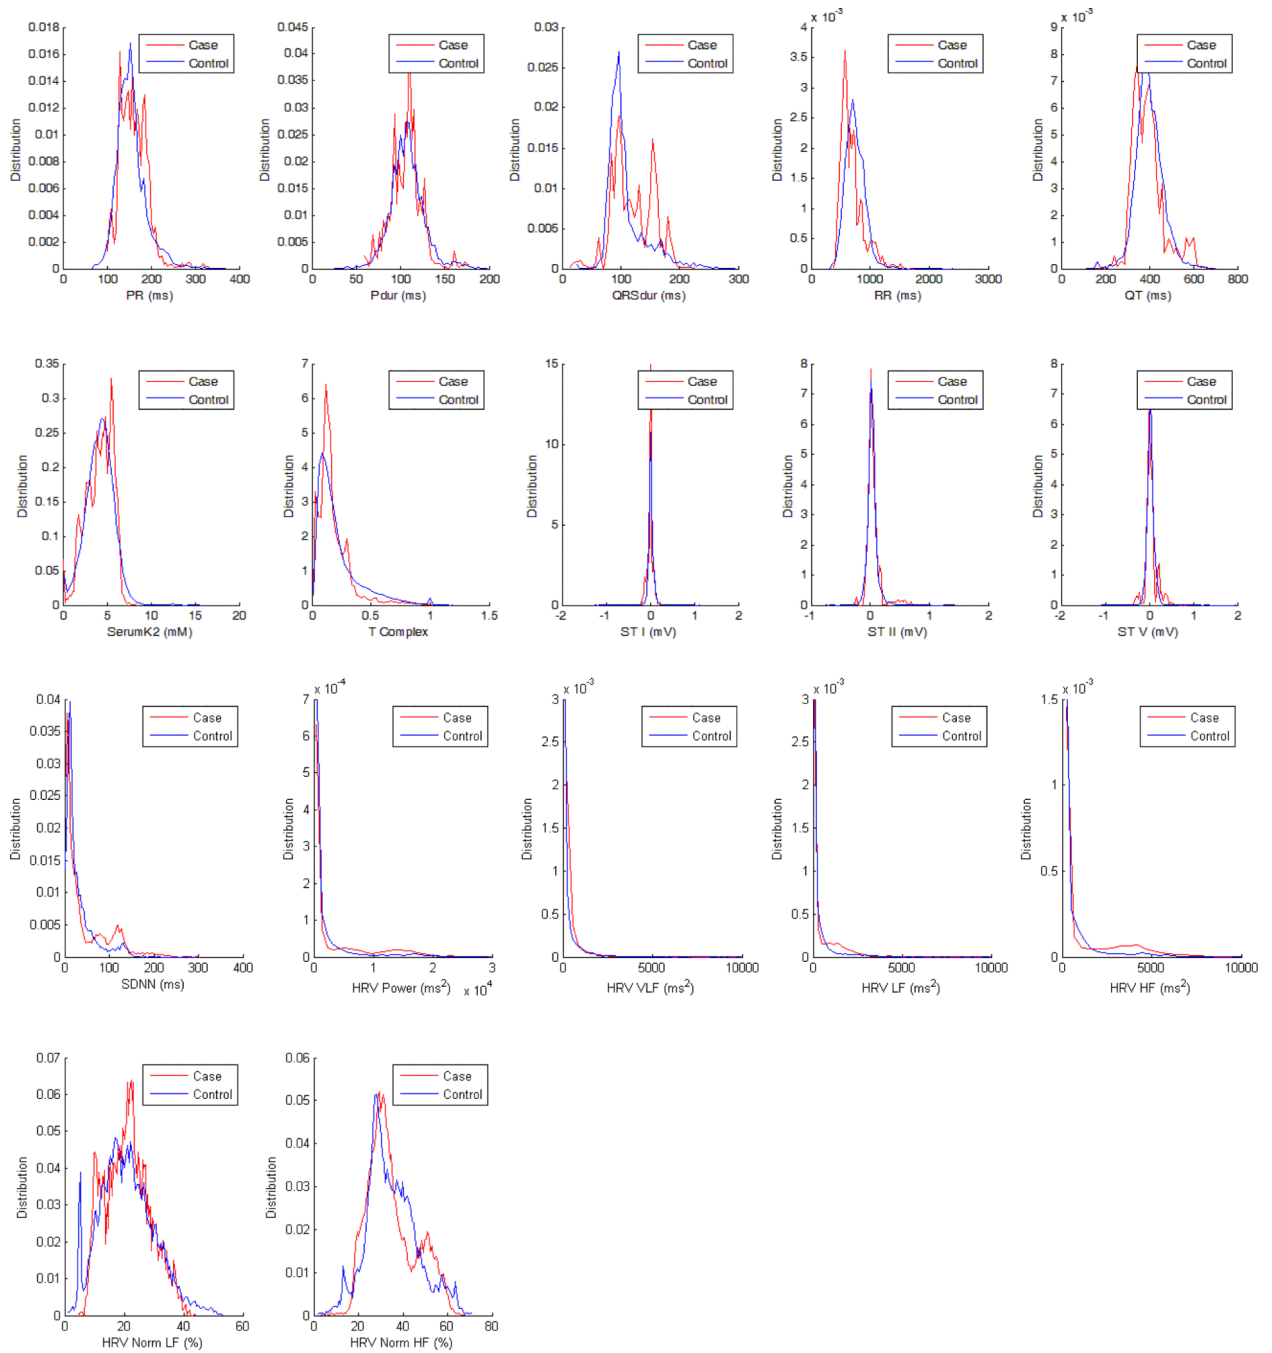 0.018
0.016
0.014
0.012
0.01
0.008
0.006
0.004
0.002
0
Distribution
Case
Control
0 100 200 300 400
PR (ms)
0.045
0.04
0.035
0.03
0.025
0.02
0.015
0.01
0.005
0
Distribution
Case
Control
0 50 100 150 200
Pdur (ms)
0.03
0.025
0.02
0.015
0.01
0.005
0
Distribution
Case
Control
0 100 200 300
QRSdur (ms)
x 10⁻³
4
3.5
3
2.5
2
1.5
1
0.5
0
Distribution
Case
Control
0 1000 2000 3000
RR (ms)
x 10⁻³
9
8
7
6
5
4
3
2
1
0
Distribution
Case
Control
0 200 400 600 800
QT (ms)
0.35
0.3
0.25
0.2
0.15
0.1
0.05
0
Distribution
Case
Control
0 5 10 15 20
SerumK2 (mM)
7
6
5
4
3
2
1
0
Distribution
Case
Control
0 0.5 1 1.5
T Complex
15
10
5
0
Distribution
Case
Control
-2 -1 0 1 2
ST I (mV)
8
7
6
5
4
3
2
1
0
Distribution
Case
Control
-2 -1 0 1 2
ST II (mV)
8
7
6
5
4
3
2
1
0
Distribution
Case
Control
-2 -1 0 1 2
ST V (mV)
0.04
0.035
0.03
0.025
0.02
0.015
0.01
0.005
0
Distribution
Case
Control
0 100 200 300 400
SDNN (ms)
x 10⁻⁴
7
6
5
4
3
2
1
0
Distribution
Case
Control
0 1 2 3
HRV Power (ms²) x 10⁴
x 10⁻³
3
2.5
2
1.5
1
0.5
0
Distribution
Case
Control
0 5000 10000
HRV VLF (ms²)
x 10⁻³
3
2.5
2
1.5
1
0.5
0
Distribution
Case
Control
0 5000 10000
HRV LF (ms²)
x 10⁻³
1.5
1
0.5
0
Distribution
Case
Control
0 5000 10000
HRV HF (ms²)
0.07
0.06
0.05
0.04
0.03
0.02
0.01
0
Distribution
Case
Control
0 20 40 60
HRV Norm LF (%)
0.06
0.05
0.04
0.03
0.02
0.01
0
Distribution
Case
Control
0 20 40 60 80
HRV Norm HF (%)